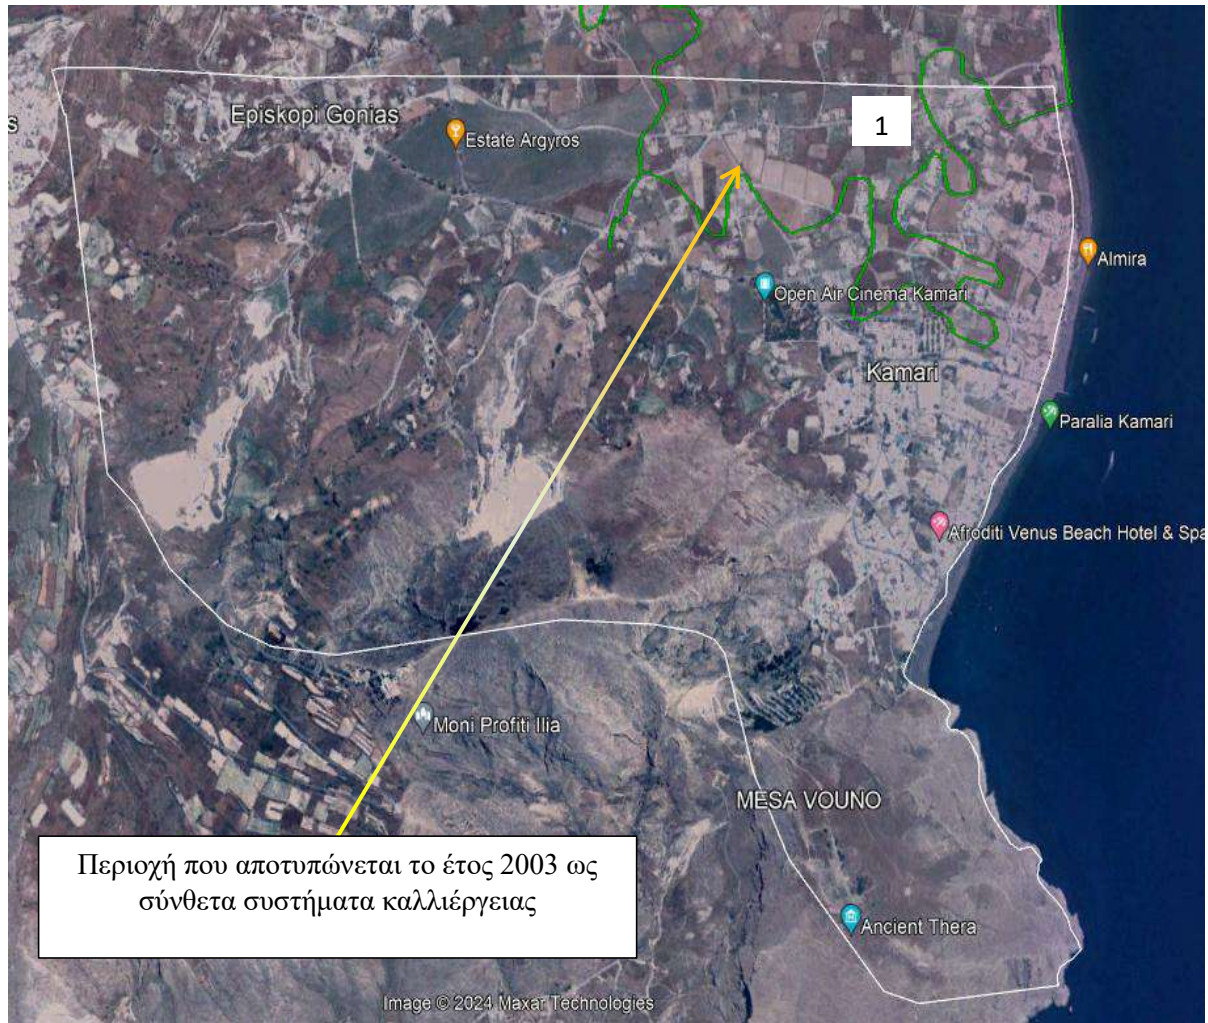 1
Episkopi Gonias
s
Estate Argyros
Almira
Open Air Cinema Kamari
Kamari
Paralia Kamari
Afroditi Venus Beach Hotel & Spa
Moni Profiti Ilia
MESA VOUNO
Περιοχή που αποτυπώνεται το έτος 2003 ως
σύνθετα συστήματα καλλιέργειας
Ancient Thera
Image © 2024 Maxar Technologies